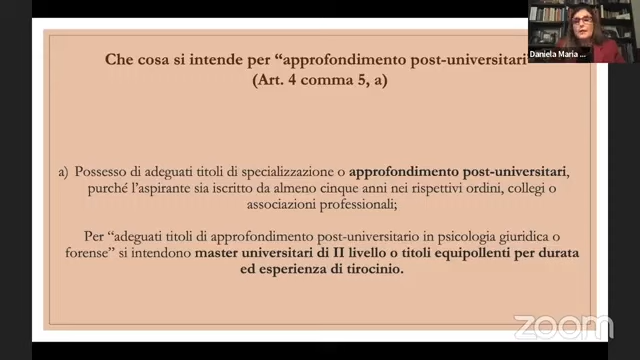 Daniela Maria ...
Che cosa si intende per “approfondimento post-universitari
(Art. 4 comma 5, a)
a) Possesso di adeguati titoli di specializzazione o approfondimento post-universitari,
purché l’aspirante sia iscritto da almeno cinque anni nei rispettivi ordini, collegi o
associazioni professionali;
Per “adeguati titoli di approfondimento post-universitario in psicologia giuridica o
forense” si intendono master universitari di II livello o titoli equipollenti per durata
ed esperienza di tirocinio.
zoom